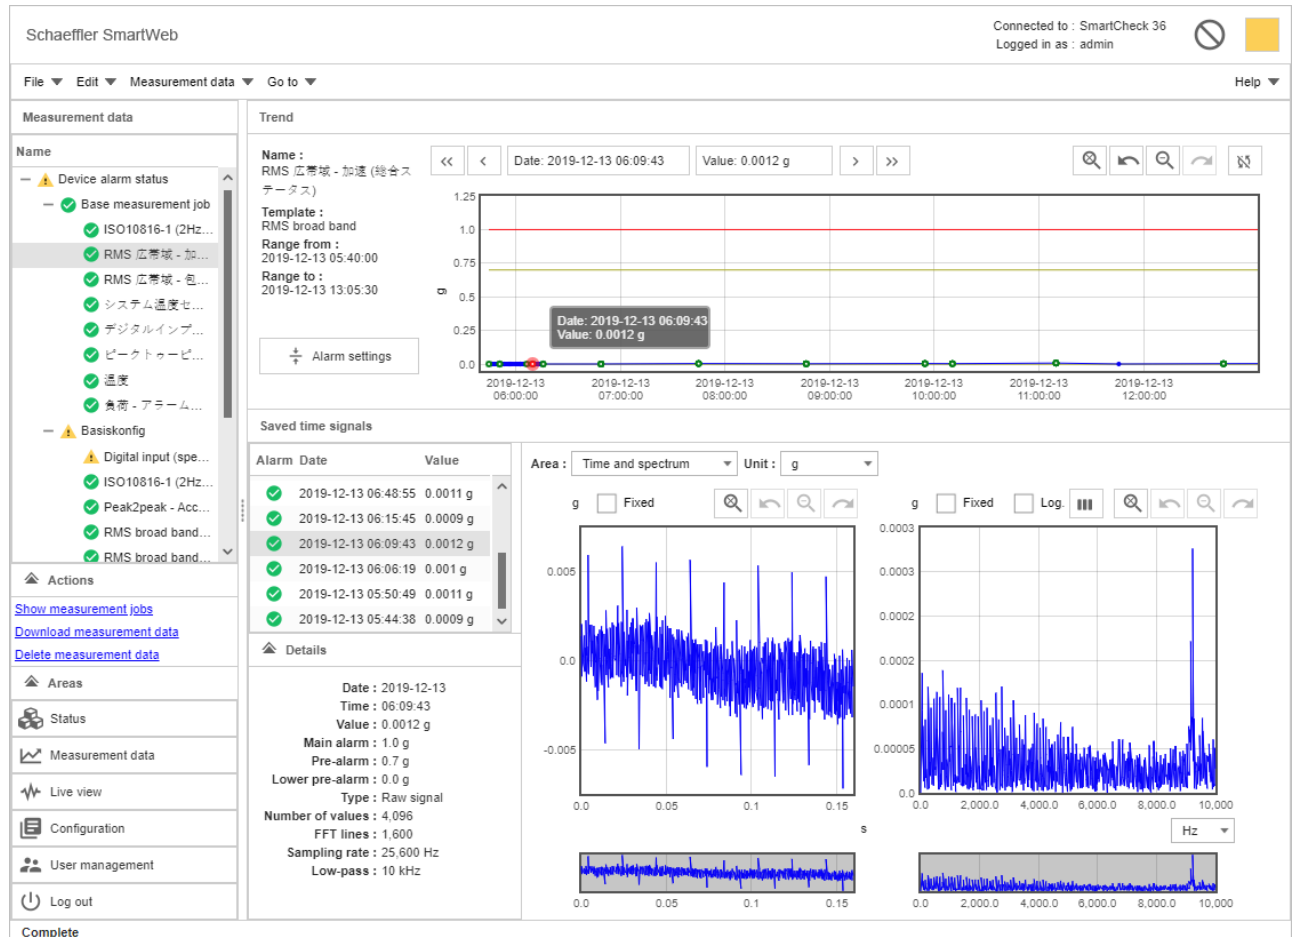 Schaeffler SmartWeb
Connected to : SmartCheck 36
Logged in as : admin
File Edit Measurement data Go to Help
Measurement data
Name
Device alarm status
Base measurement job
ISO10816-1 (2Hz...
RMS 広帯域 - 加...
RMS 広帯域 - 包...
システム温度セ...
デジタルインプ...
ピークトゥーピ...
温度
負荷 - アラーム...
Basiskonfig
Digital input (spe...
ISO10816-1 (2Hz...
Peak2peak - Acc...
RMS broad band...
RMS broad band...
Actions
Show measurement jobs
Download measurement data
Delete measurement data
Areas
Status
Measurement data
Live view
Configuration
User management
Log out
Complete
Trend
Name :
RMS 広帯域 - 加速 (総合ス
テータス)
Template :
RMS broad band
Range from :
2019-12-13 05:40:00
Range to :
2019-12-13 13:05:30
Alarm settings
<< < Date: 2019-12-13 06:09:43 Value: 0.0012 g > >>
1.25
1.0
0.75
0.5
0.25
0.0
g
Date: 2019-12-13 06:09:43
Value: 0.0012 g
2019-12-13 2019-12-13 2019-12-13 2019-12-13 2019-12-13 2019-12-13 2019-12-13
06:00:00 07:00:00 08:00:00 09:00:00 10:00:00 11:00:00 12:00:00
Saved time signals
Alarm Date Value
2019-12-13 06:48:55 0.0011 g
2019-12-13 06:15:45 0.0009 g
2019-12-13 06:09:43 0.0012 g
2019-12-13 06:06:19 0.001 g
2019-12-13 05:50:49 0.0011 g
2019-12-13 05:44:38 0.0009 g
Details
Date : 2019-12-13
Time : 06:09:43
Value : 0.0012 g
Main alarm : 1.0 g
Pre-alarm : 0.7 g
Lower pre-alarm : 0.0 g
Type : Raw signal
Number of values : 4,096
FFT lines : 1,600
Sampling rate : 25,600 Hz
Low-pass : 10 kHz
Area : Time and spectrum Unit : g
g Fixed
0.005
0.0
-0.005
0.0 0.05 0.1 0.15
s
0.0 0.05 0.1 0.15
g Fixed Log.
0.0003
0.0003
0.0002
0.0002
0.0001
0.00005
0.0
0.0 2,000.0 4,000.0 6,000.0 8,000.0 10,000
Hz
0.0 2,000.0 4,000.0 6,000.0 8,000.0 10,000